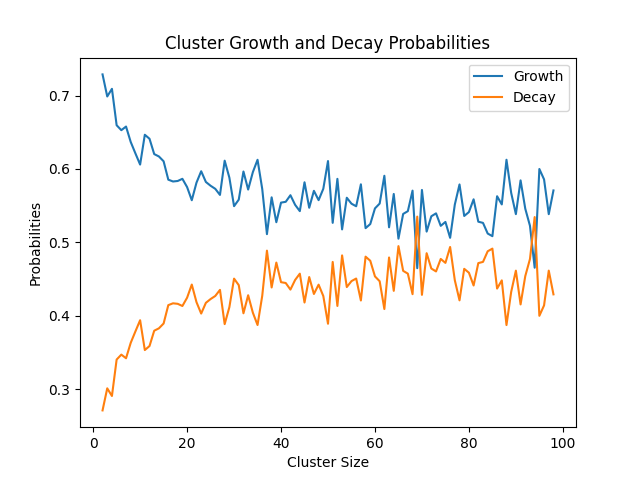 Cluster Growth and Decay Probabilities
Growth
Decay
Probabilities
0.7
0.6
0.5
0.4
0.3
0 20 40 60 80 100
Cluster Size